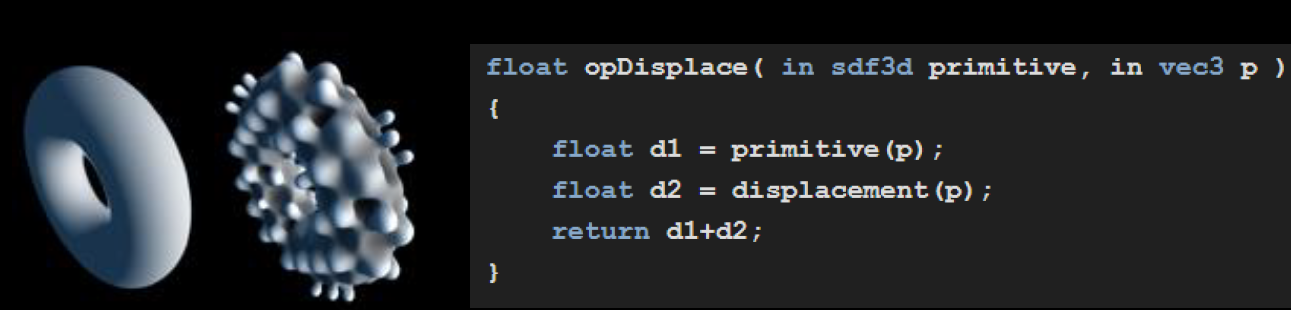 float opDisplace( in sdf3d primitive, in vec3 p )
{
    float d1 = primitive(p);
    float d2 = displacement(p);
    return d1+d2;
}